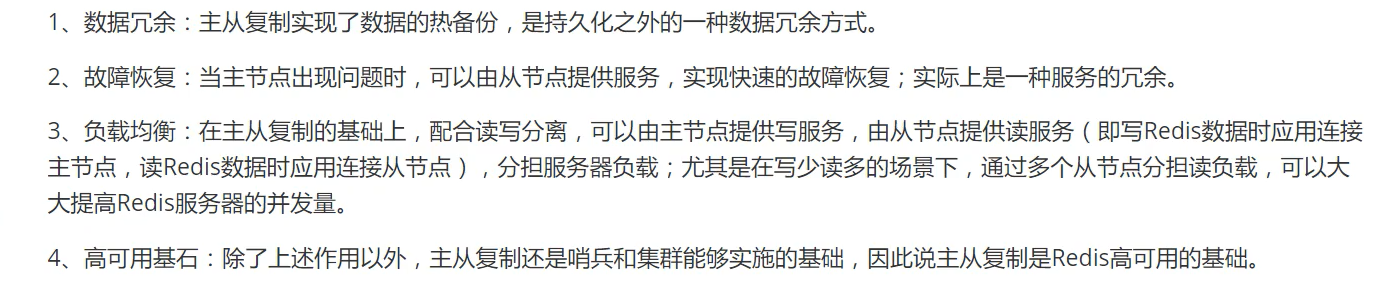 1、数据冗余：主从复制实现了数据的热备份，是持久化之外的一种数据冗余方式。
2、故障恢复：当主节点出现问题时，可以由从节点提供服务，实现快速的故障恢复；实际上是一种服务的冗余。
3、负载均衡：在主从复制的基础上，配合读写分离，可以由主节点提供写服务，由从节点提供读服务（即写Redis数据时应用连接
主节点，读Redis数据时应用连接从节点），分担服务器负载；尤其是在写少读多的场景下，通过多个从节点分担读负载，可以大
大提高Redis服务器的并发量。
4、高可用基石：除了上述作用以外，主从复制还是哨兵和集群能够实施的基础，因此说主从复制是Redis高可用的基础。